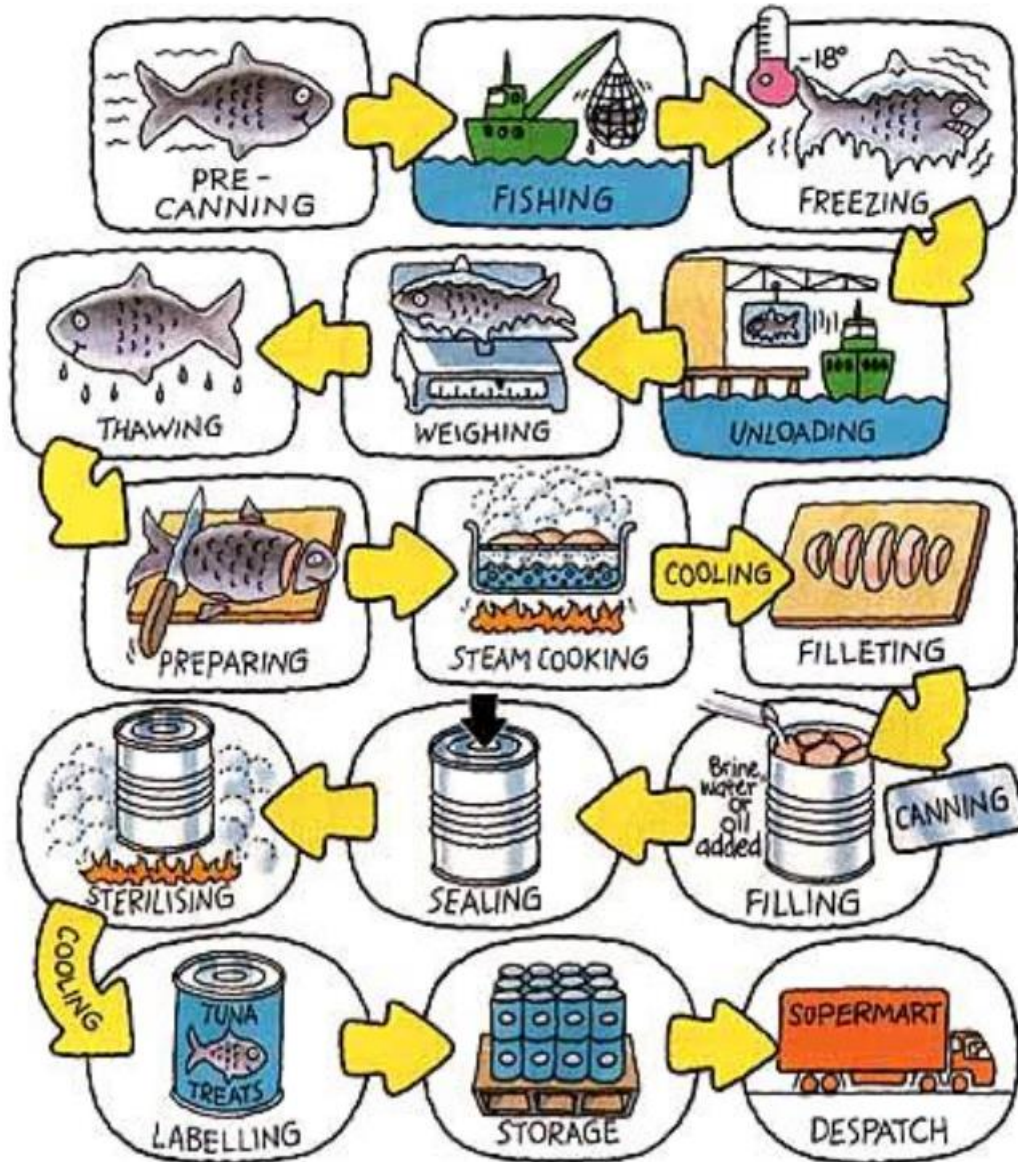 PRE-
CANNING
FISHING
-18°
FREEZING
UNLOADING
WEIGHING
THAWING
PREPARING
STEAM COOKING
COOLING
FILLETING
CANNING
Brine,
water
or
oil
added
FILLING
SEALING
STERILISING
COOLING
TUNA
TREATS
LABELLING
STORAGE
SUPERMART
DESPATCH